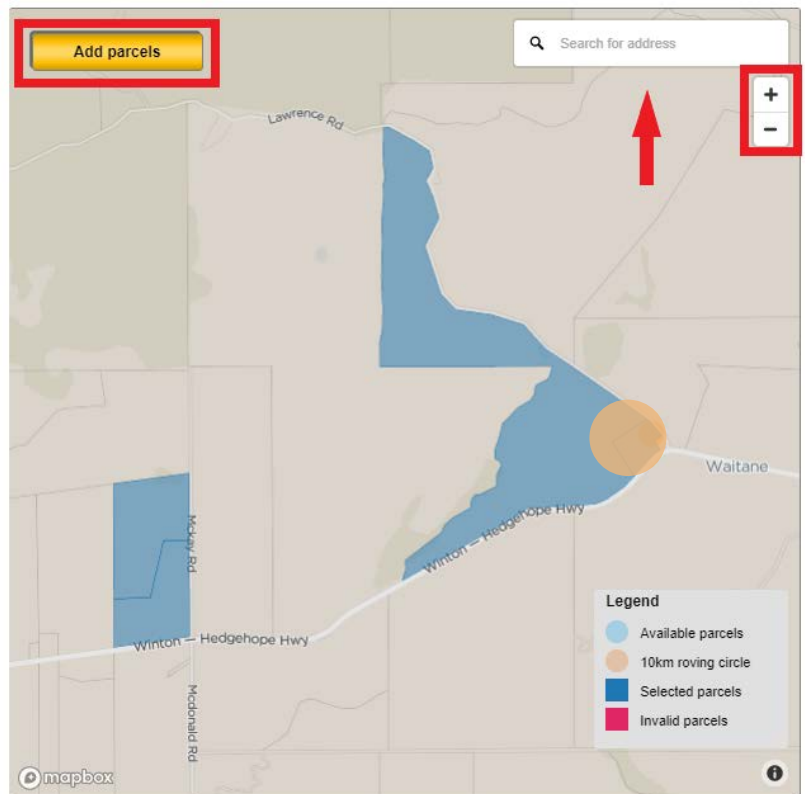 Add parcels
Search for address
+
−
Lawrence Rd
Waitane
Mckay Rd
Winton — Hedgehope Hwy
Winton — Hedgehope Hwy
Mcdonald Rd
Legend
Available parcels
10km roving circle
Selected parcels
Invalid parcels
mapbox
i